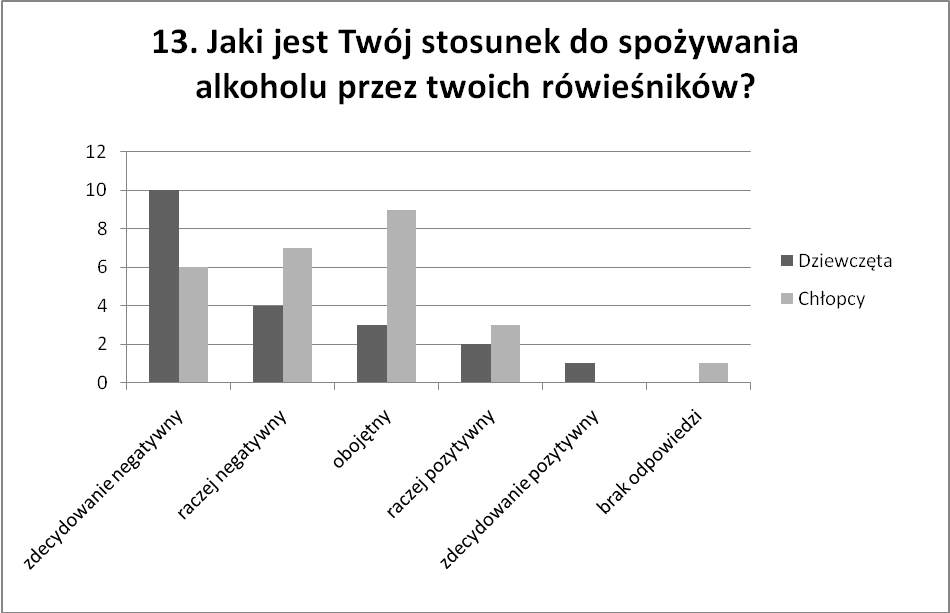 13. Jaki jest Twój stosunek do spożywania
alkoholu przez twoich rówieśników?
12
10
8
6
4
2
0
zdecydowanie negatywny
raczej negatywny
obojętny
raczej pozytywny
zdecydowanie pozytywny
brak odpowiedzi
Dziewczęta
Chłopcy